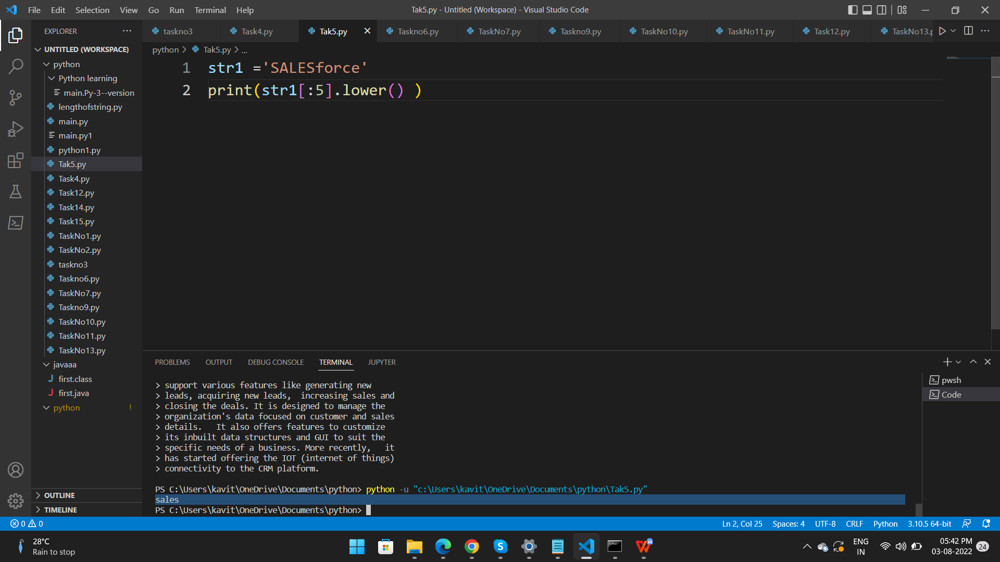 File Edit Selection View Go Run Terminal Help
Tak5.py - Untitled (Workspace) - Visual Studio Code
EXPLORER
taskno3
Task4.py
Tak5.py
Taskno6.py
TaskNo7.py
Taskno9.py
TaskNo10.py
TaskNo11.py
Task12.py
TaskNo13.p
python > Tak5.py > ...
1 str1 ='SALESforce'
2 print(str1[:5].lower() )
UNTITLED (WORKSPACE)
python
Python learning
main.Py-3--version
lengthofstring.py
main.py
main.py1
python1.py
Tak5.py
Task4.py
Task12.py
Task14.py
Task15.py
TaskNo1.py
TaskNo2.py
taskno3
Taskno6.py
TaskNo7.py
Taskno9.py
TaskNo10.py
TaskNo11.py
TaskNo13.py
javaaa
J first.class
J first.java
python !
OUTLINE
TIMELINE
PROBLEMS OUTPUT DEBUG CONSOLE TERMINAL JUPYTER
> support various features like generating new
> leads, acquiring new leads,  increasing sales and
> closing the deals. It is designed to manage the
> organization's data focused on customer and sales
> details.   It also offers features to customize
> its inbuilt data structures and GUI to suit the
> specific needs of a business. More recently,   it
> has started offering the IOT (internet of things)
> connectivity to the CRM platform.
PS C:\Users\kavit\OneDrive\Documents\python> python -u "c:\Users\kavit\OneDrive\Documents\python\Tak5.py"
sales
PS C:\Users\kavit\OneDrive\Documents\python>
pwsh
Code
0 0
Ln 2, Col 25 Spaces: 4 UTF-8 CRLF Python 3.10.5 64-bit
28°C
Rain to stop
ENG
IN
05:42 PM
03-08-2022
24